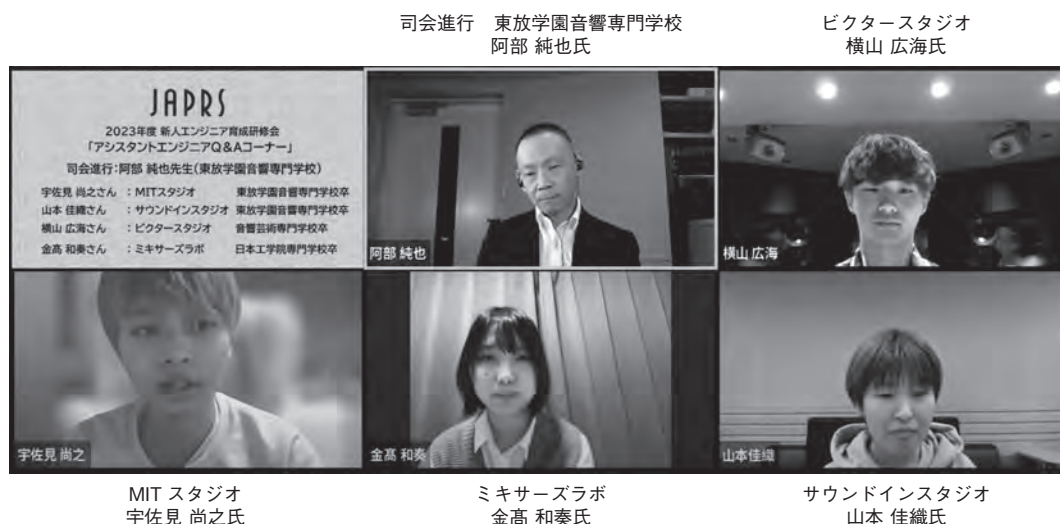 司会進行　東放学園音響専門学校
阿部 純也氏
ビクタースタジオ
横山 広海氏
JAPRS
2023年度 新人エンジニア育成研修会
「アシスタントエンジニアQ&Aコーナー」
司会進行:阿部 純也先生(東放学園音響専門学校)
宇佐見 尚之さん ：MITスタジオ 東放学園音響専門学校卒
山本 佳織さん ：サウンドインスタジオ 東放学園音響専門学校卒
横山 広海さん ：ビクタースタジオ 音響芸術専門学校卒
金髙 和奏さん ：ミキサーズラボ 日本工学院専門学校卒
阿部 純也
横山 広海
宇佐見 尚之
金髙 和奏
山本佳織
MIT スタジオ
宇佐見 尚之氏
ミキサーズラボ
金髙 和奏氏
サウンドインスタジオ
山本 佳織氏